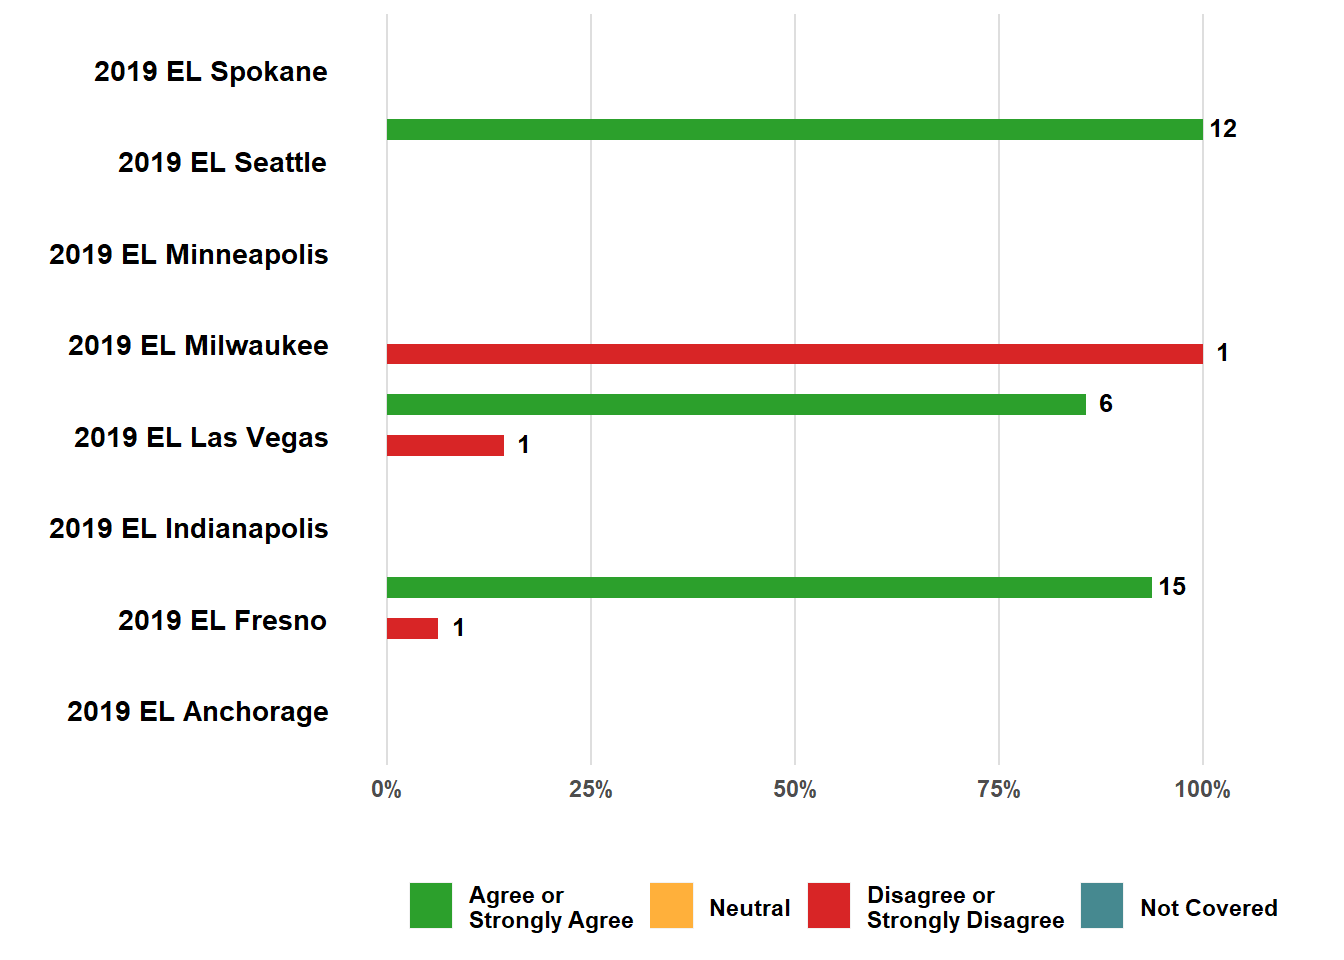 2019 EL Spokane
12
2019 EL Seattle
2019 EL Minneapolis
2019 EL Milwaukee
1
6
2019 EL Las Vegas
1
2019 EL Indianapolis
15
2019 EL Fresno
1
2019 EL Anchorage
0% 25% 50% 75% 100%
Agree or
Strongly Agree
Neutral
Disagree or
Strongly Disagree
Not Covered